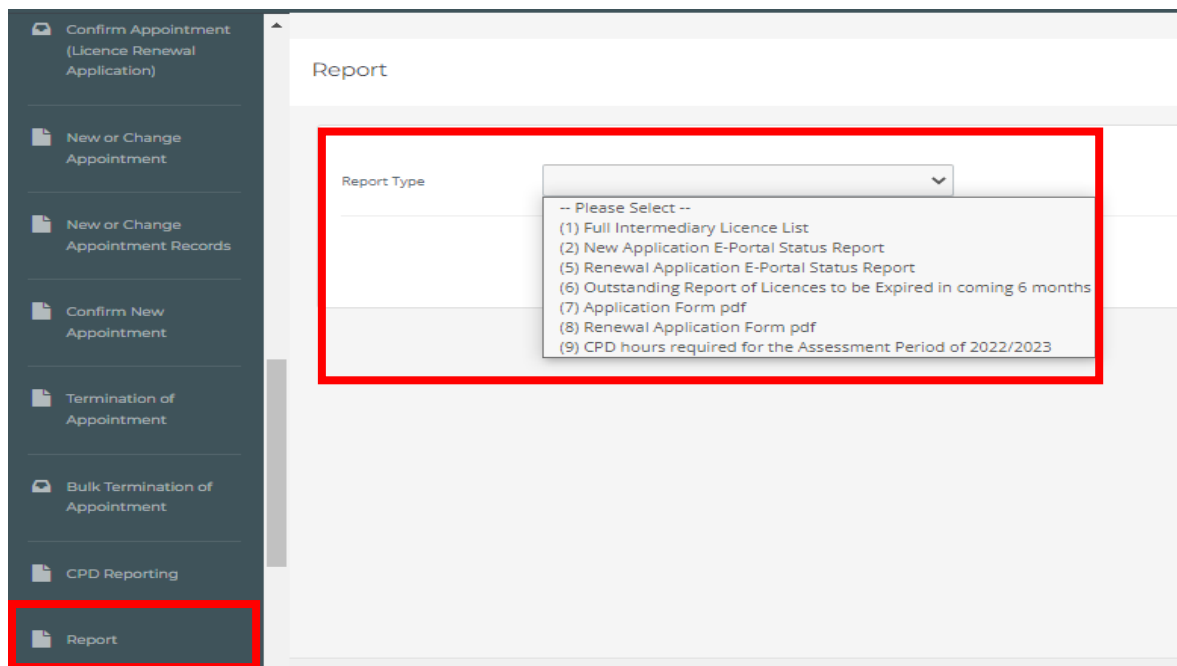 Confirm Appointment
(Licence Renewal
Application)
New or Change
Appointment
New or Change
Appointment Records
Confirm New
Appointment
Termination of
Appointment
Bulk Termination of
Appointment
CPD Reporting
Report
Report
Report Type
-- Please Select --
(1) Full Intermediary Licence List
(2) New Application E-Portal Status Report
(5) Renewal Application E-Portal Status Report
(6) Outstanding Report of Licences to be Expired in coming 6 months
(7) Application Form pdf
(8) Renewal Application Form pdf
(9) CPD hours required for the Assessment Period of 2022/2023